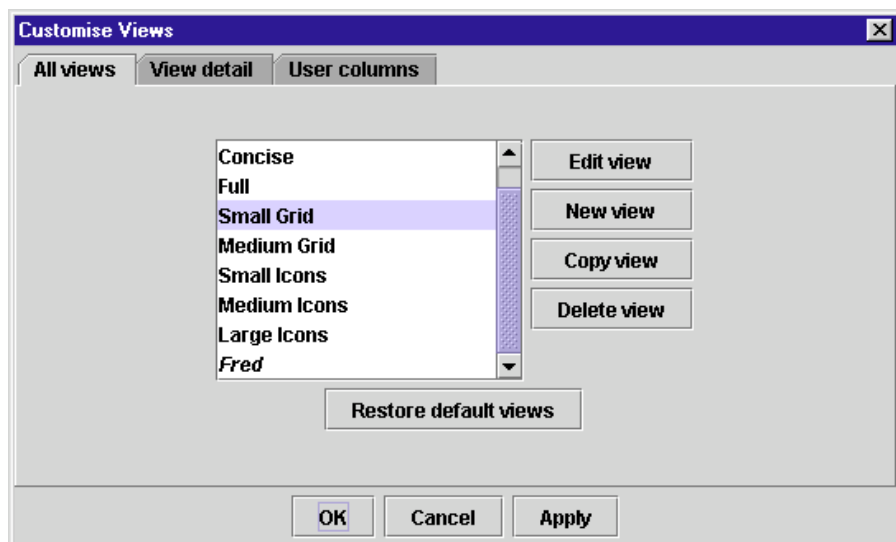 Customise Views
All views
View detail
User columns
Concise
Full
Small Grid
Medium Grid
Small Icons
Medium Icons
Large Icons
Fred
Edit view
New view
Copy view
Delete view
Restore default views
OK
Cancel
Apply